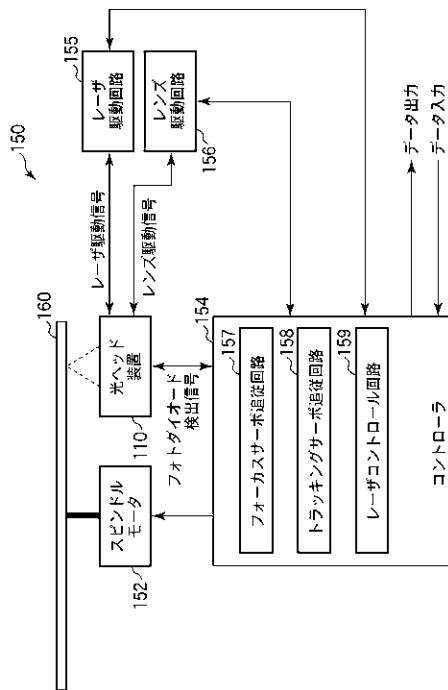 150
160
スピンドル
モータ
152
光ヘッド
装置
110
レーザ駆動信号
レンズ駆動信号
レーザ
駆動回路
155
レンズ
駆動回路
156
フォトダイオード
検出信号
154
フォーカスサーボ追従回路
157
トラッキングサーボ追従回路
158
レーザコントロール回路
159
コントローラ
データ出力
データ入力